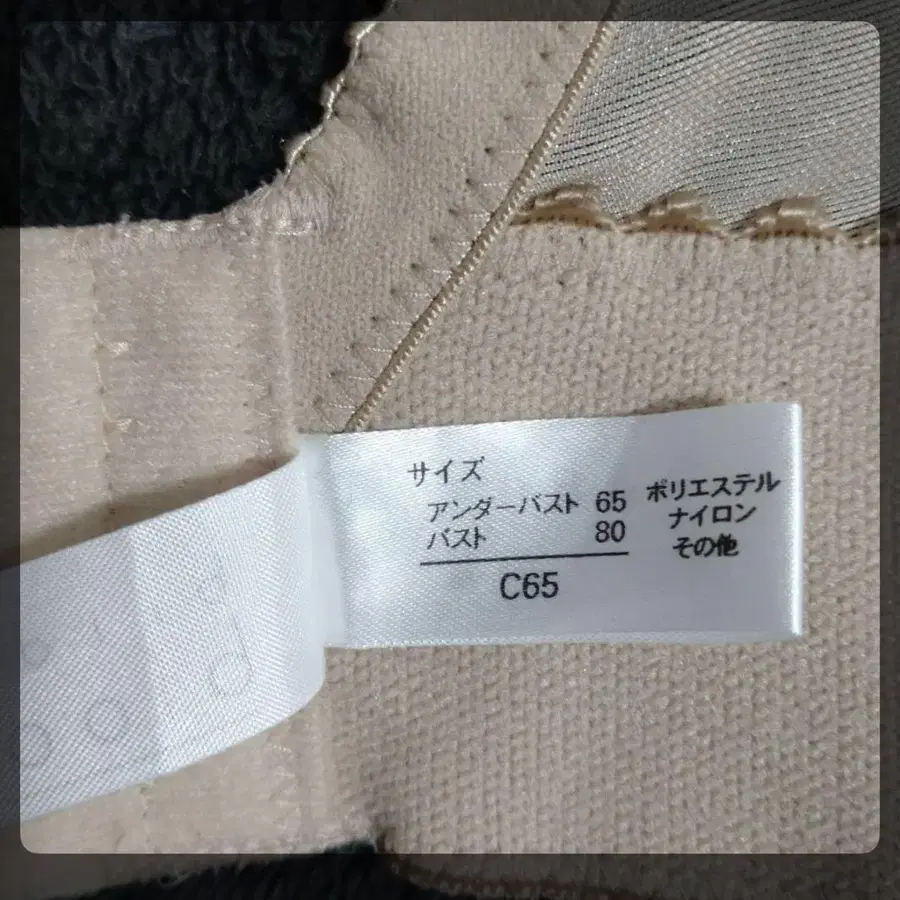 サイズ
アンダーバスト 65
バスト 80
C65
ポリエステル
ナイロン
その他